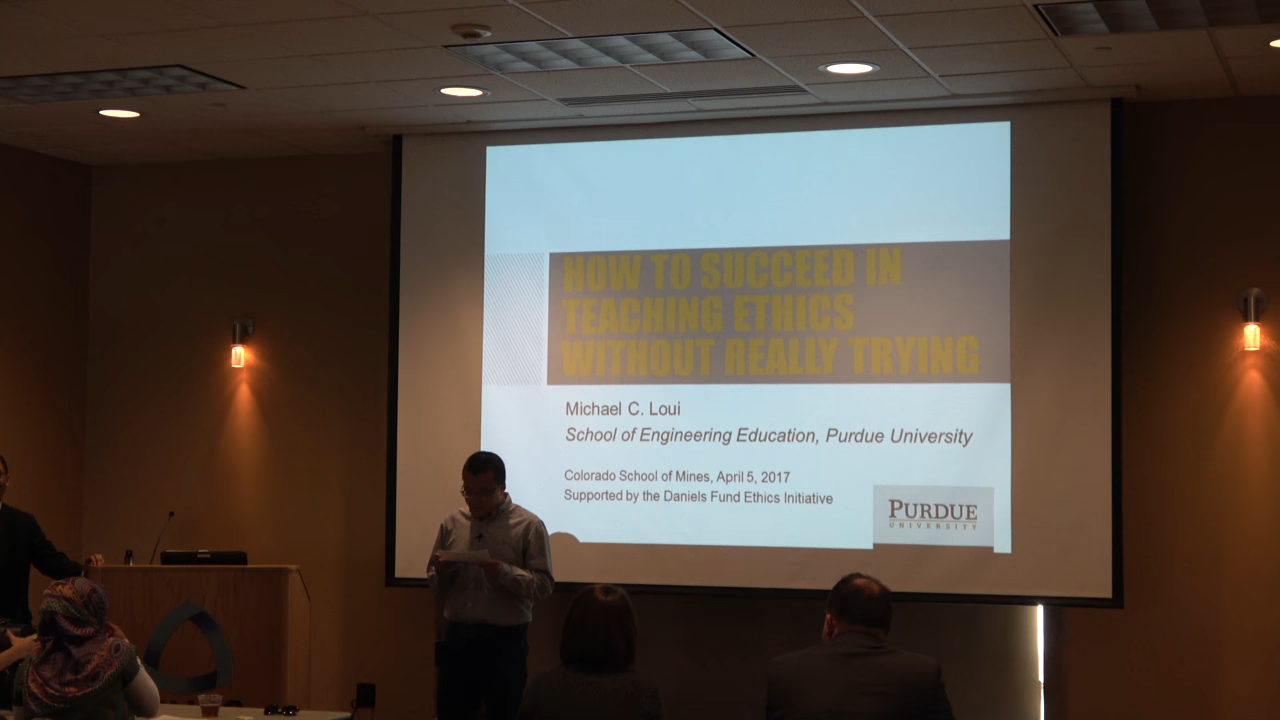 HOW TO SUCCEED IN
TEACHING ETHICS
WITHOUT REALLY TRYING
Michael C. Loui
School of Engineering Education, Purdue University
Colorado School of Mines, April 5, 2017
Supported by the Daniels Fund Ethics Initiative
PURDUE
UNIVERSITY